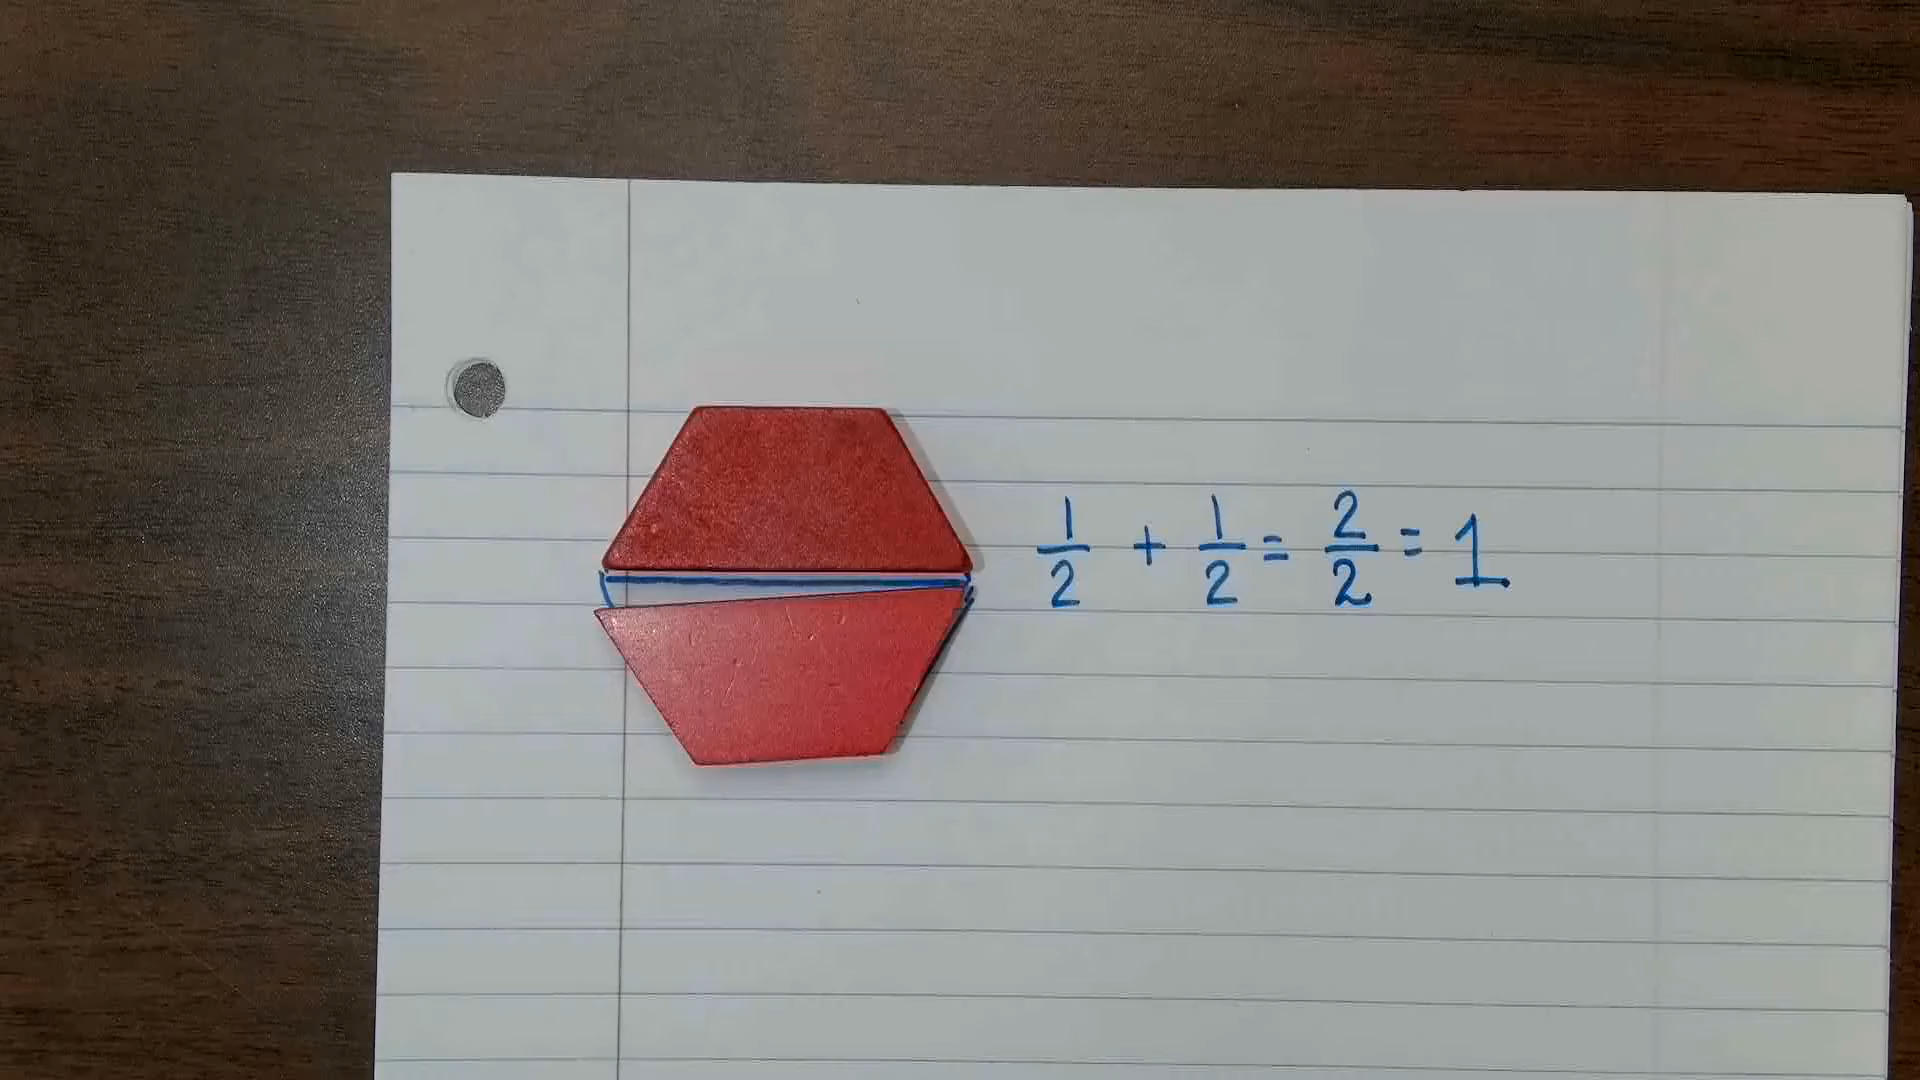 1/2 + 1/2 = 2/2 = 1